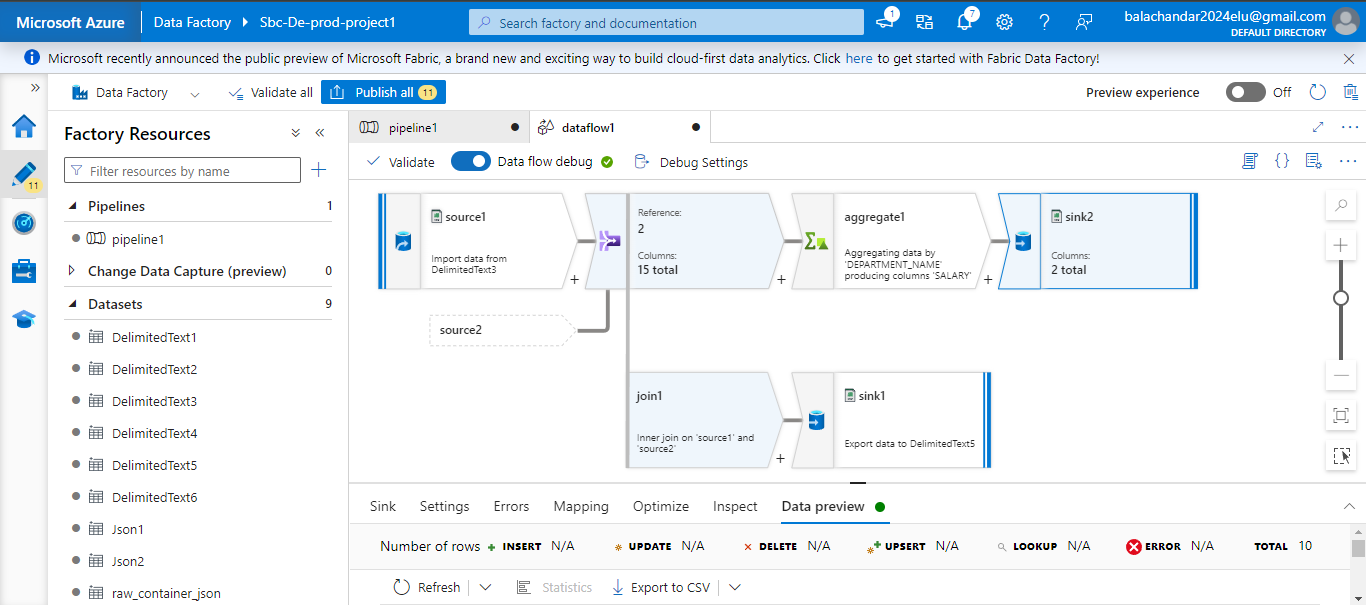 Microsoft Azure
Data Factory
Sbc-De-prod-project1
Search factory and documentation
1
7
balachandar2024elu@gmail.com
DEFAULT DIRECTORY
Microsoft recently announced the public preview of Microsoft Fabric, a brand new and exciting way to build cloud-first data analytics. Click here to get started with Fabric Data Factory!
Data Factory
Validate all
Publish all 11
Preview experience
Off
11
Factory Resources
Filter resources by name
Pipelines 1
pipeline1
Change Data Capture (preview) 0
Datasets 9
DelimitedText1
DelimitedText2
DelimitedText3
DelimitedText4
DelimitedText5
DelimitedText6
Json1
Json2
raw_container_json
pipeline1
dataflow1
Validate
Data flow debug
Debug Settings
source1
Import data from
DelimitedText3
Reference:
2
Columns:
15 total
aggregate1
Aggregating data by
'DEPARTMENT_NAME'
producing columns 'SALARY'
sink2
Columns:
2 total
source2
join1
Inner join on 'source1' and
'source2'
sink1
Export data to DelimitedText5
Sink
Settings
Errors
Mapping
Optimize
Inspect
Data preview
Number of rows
INSERT N/A
UPDATE N/A
DELETE N/A
UPSERT N/A
LOOKUP N/A
ERROR N/A
TOTAL 10
Refresh
Statistics
Export to CSV